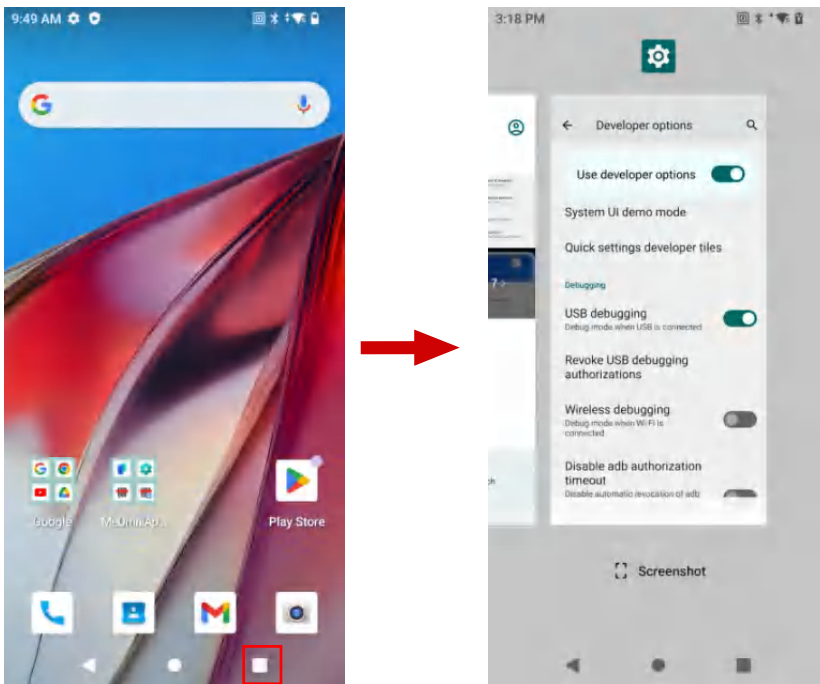 9:49 AM
Google
Play Store
3:18 PM
Developer options
Use developer options
System UI demo mode
Quick settings developer tiles
Debugging
USB debugging
Debug mode when USB is connected
Revoke USB debugging
authorizations
Wireless debugging
Debug mode when Wi-Fi is
connected
Disable adb authorization
timeout
Disable automatic revocation of adb
Screenshot